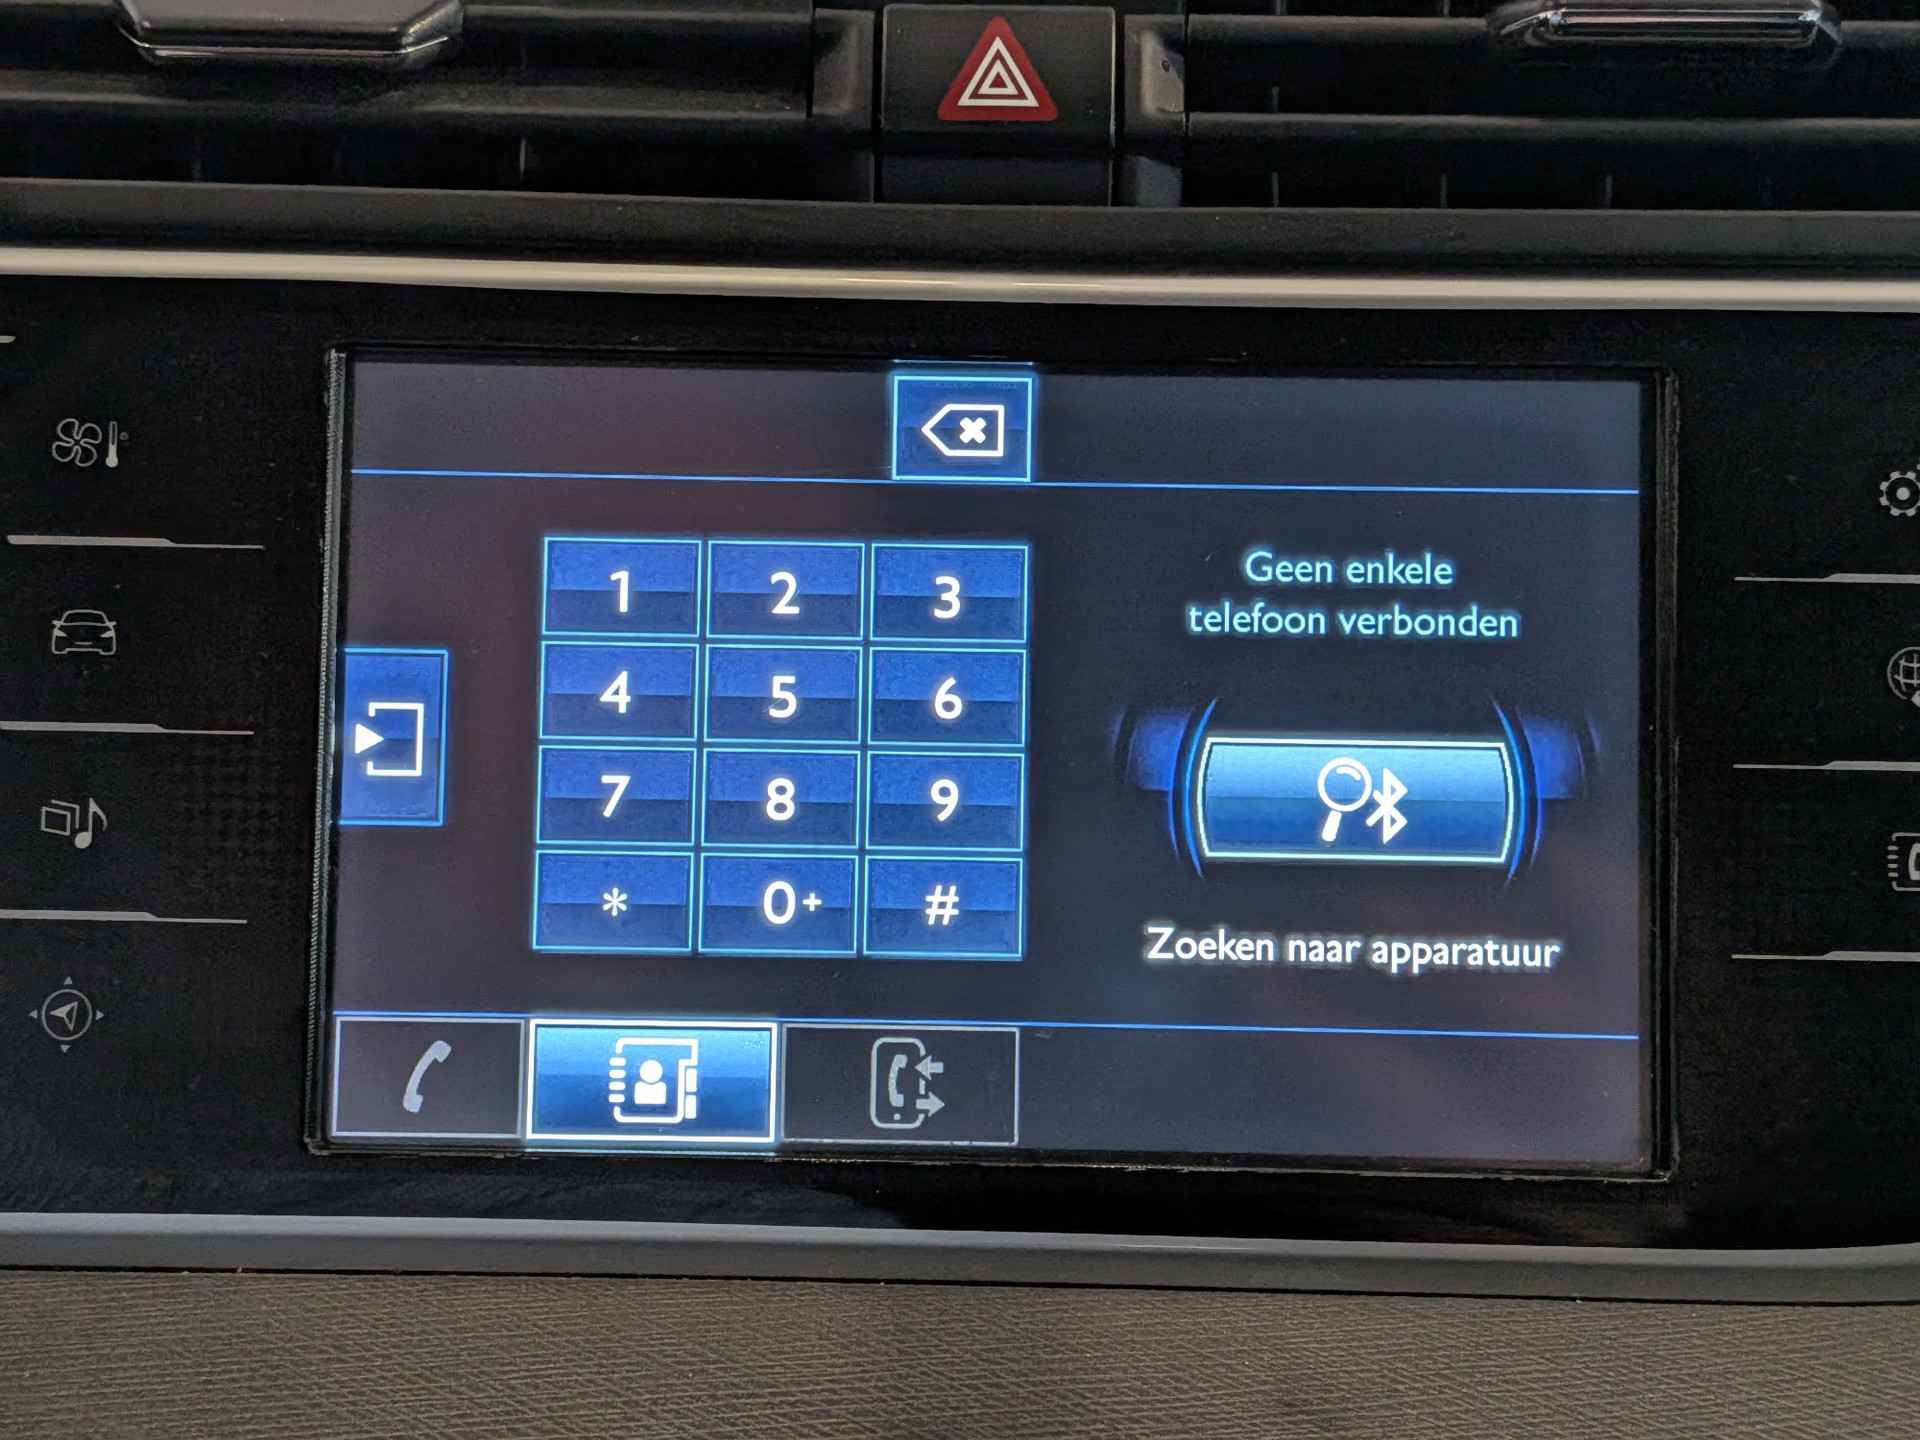 1 2 3
Geen enkele
telefoon verbonden
4 5 6
7 8 9
* 0+ #
Zoeken naar apparatuur